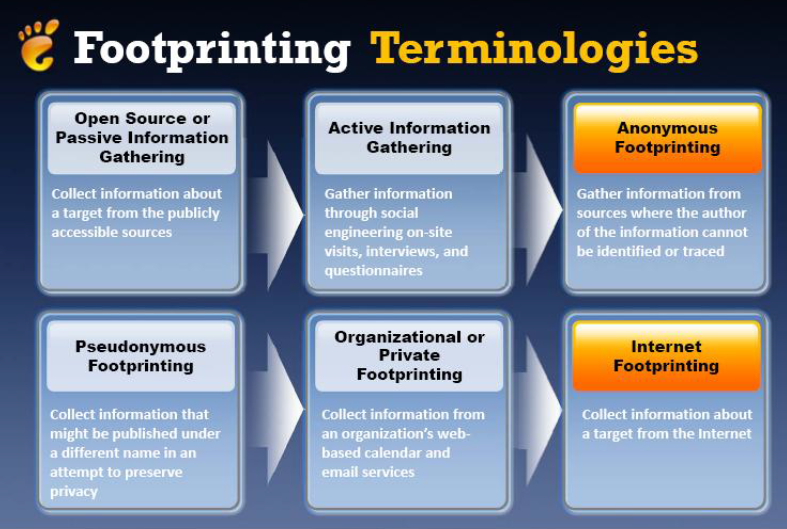 Footprinting Terminologies
Open Source or
Passive Information
Gathering
Collect information about
a target from the publicly
accessible sources
Active Information
Gathering
Gather information
through social
engineering on-site
visits, interviews, and
questionnaires
Anonymous
Footprinting
Gather information from
sources where the author
of the information cannot
be identified or traced
Pseudonymous
Footprinting
Collect information that
might be published under
a different name in an
attempt to preserve
privacy
Organizational or
Private
Footprinting
Collect information from
an organization's web-
based calendar and
email services
Internet
Footprinting
Collect information about
a target from the Internet